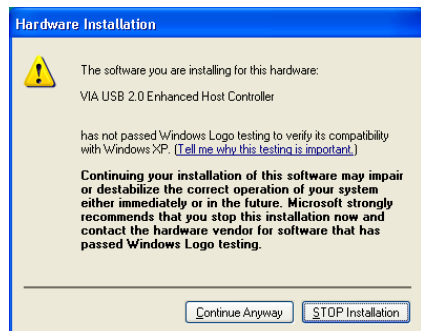 Hardware Installation
The software you are installing for this hardware:
VIA USB 2.0 Enhanced Host Controller
has not passed Windows Logo testing to verify its compatibility
with Windows XP. (Tell me why this testing is important.)
Continuing your installation of this software may impair
or destabilize the correct operation of your system
either immediately or in the future. Microsoft strongly
recommends that you stop this installation now and
contact the hardware vendor for software that has
passed Windows Logo testing.
Continue Anyway STOP Installation